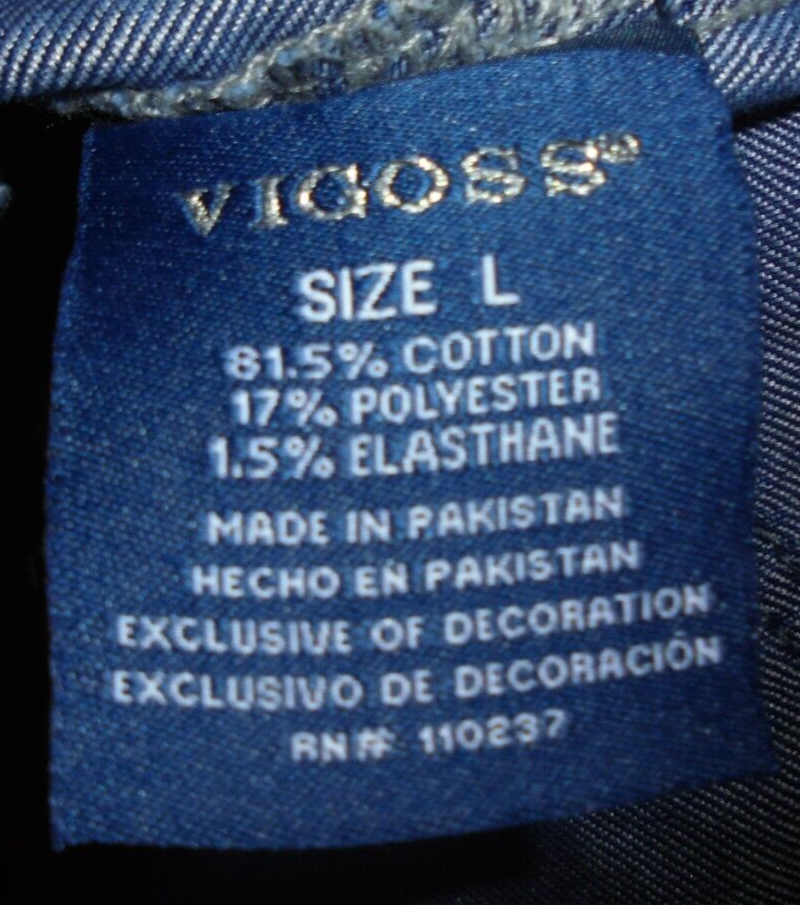 VIGOSS®
SIZE L
81.5% COTTON
17% POLYESTER
1.5% ELASTHANE
MADE IN PAKISTAN
HECHO EN PAKISTAN
EXCLUSIVE OF DECORATION
EXCLUSIVO DE DECORACIÓN
RN# 110237